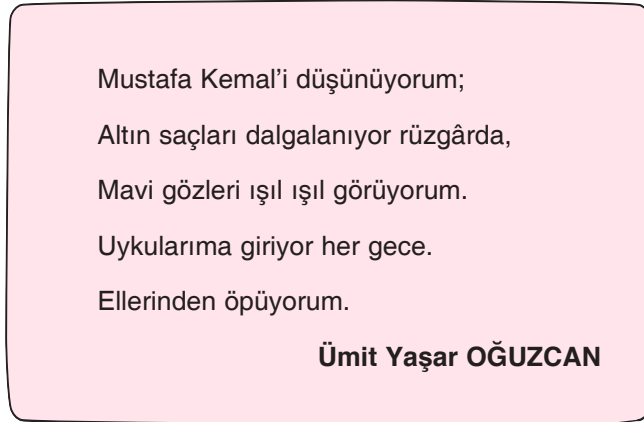 Mustafa Kemal'i düşünüyorum;
Altın saçları dalgalanıyor rüzgârda,
Mavi gözleri ışıl ışıl görüyorum.
Uykularıma giriyor her gece.
Ellerinden öpüyorum.
Ümit Yaşar OĞUZCAN